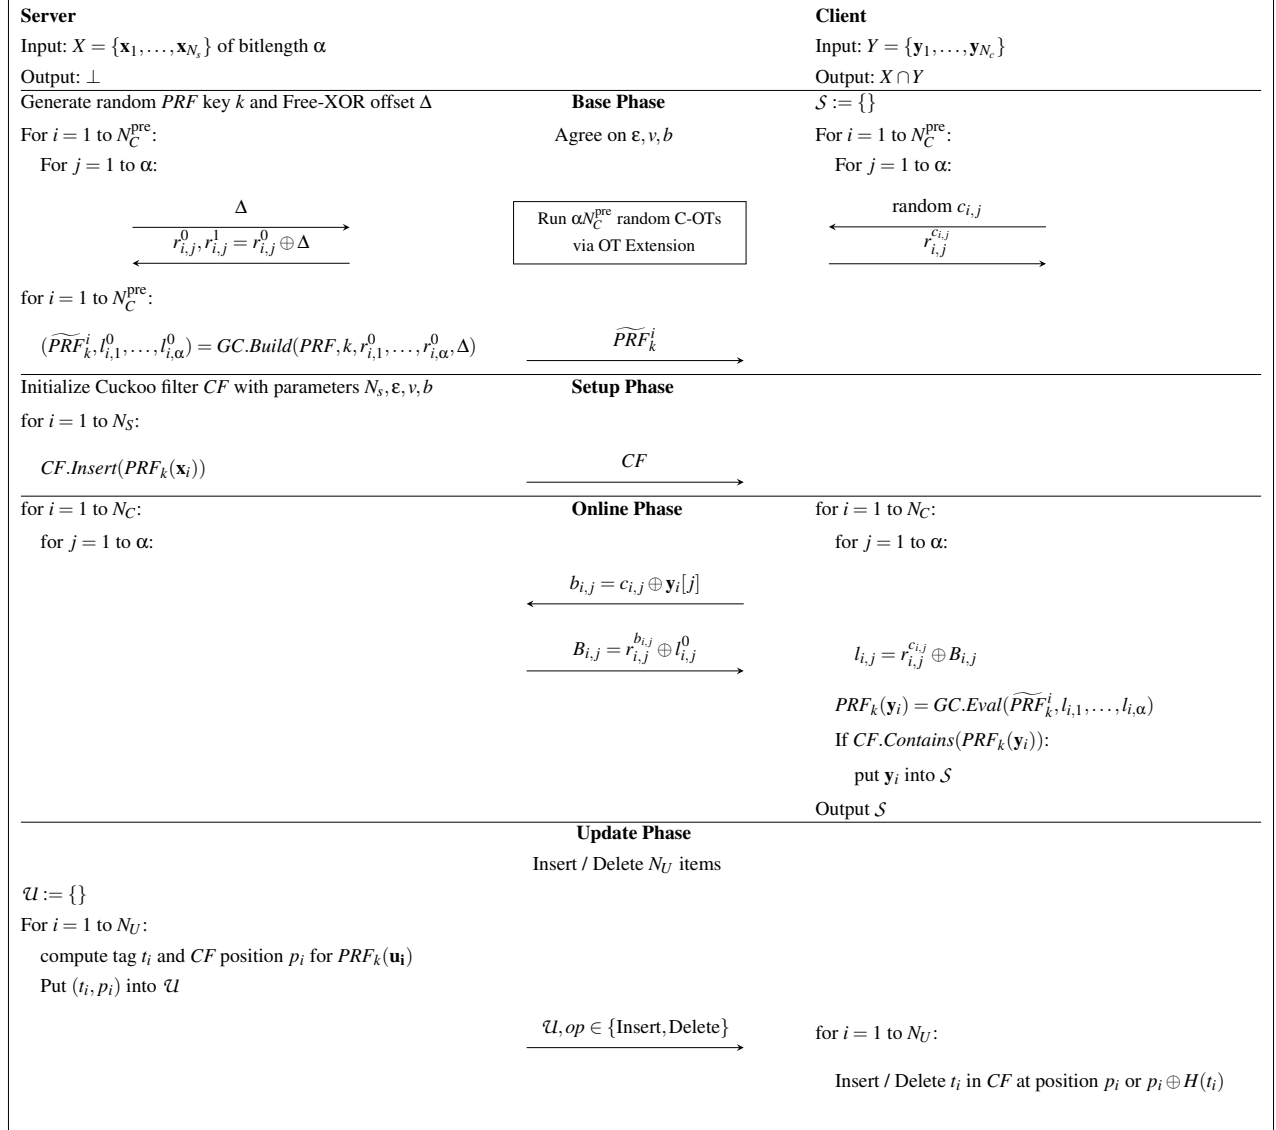 Server Client
Input: X = {x₁,…,x_{N_s}} of bitlength α Input: Y = {y₁,…,y_{N_c}}
Output: ⊥ Output: X ∩ Y
Generate random PRF key k and Free-XOR offset Δ Base Phase 𝒮 := {}
For i = 1 to N_C^pre: Agree on ε, v, b For i = 1 to N_C^pre:
For j = 1 to α: For j = 1 to α:
Δ Run αN_C^pre random C-OTs random c_{i,j}
r_{i,j}^0, r_{i,j}^1 = r_{i,j}^0 ⊕ Δ via OT Extension r_{i,j}^{c_{i,j}}
for i = 1 to N_C^pre:
(\widetilde{PRF}_k^i, l_{i,1}^0,…,l_{i,α}^0) = GC.Build(PRF, k, r_{i,1}^0,…,r_{i,α}^0, Δ) \widetilde{PRF}_k^i
Initialize Cuckoo filter CF with parameters N_s, ε, v, b Setup Phase
for i = 1 to N_S:
CF.Insert(PRF_k(x_i)) CF
for i = 1 to N_C: Online Phase for i = 1 to N_C:
for j = 1 to α: for j = 1 to α:
b_{i,j} = c_{i,j} ⊕ y_i[j]
B_{i,j} = r_{i,j}^{b_{i,j}} ⊕ l_{i,j}^0 l_{i,j} = r_{i,j}^{c_{i,j}} ⊕ B_{i,j}
PRF_k(y_i) = GC.Eval(\widetilde{PRF}_k^i, l_{i,1},…,l_{i,α})
If CF.Contains(PRF_k(y_i)):
put y_i into 𝒮
Output 𝒮
Update Phase
Insert / Delete N_U items
𝒰 := {}
For i = 1 to N_U:
compute tag t_i and CF position p_i for PRF_k(u_i)
Put (t_i, p_i) into 𝒰
𝒰, op ∈ {Insert, Delete} for i = 1 to N_U:
Insert / Delete t_i in CF at position p_i or p_i ⊕ H(t_i)